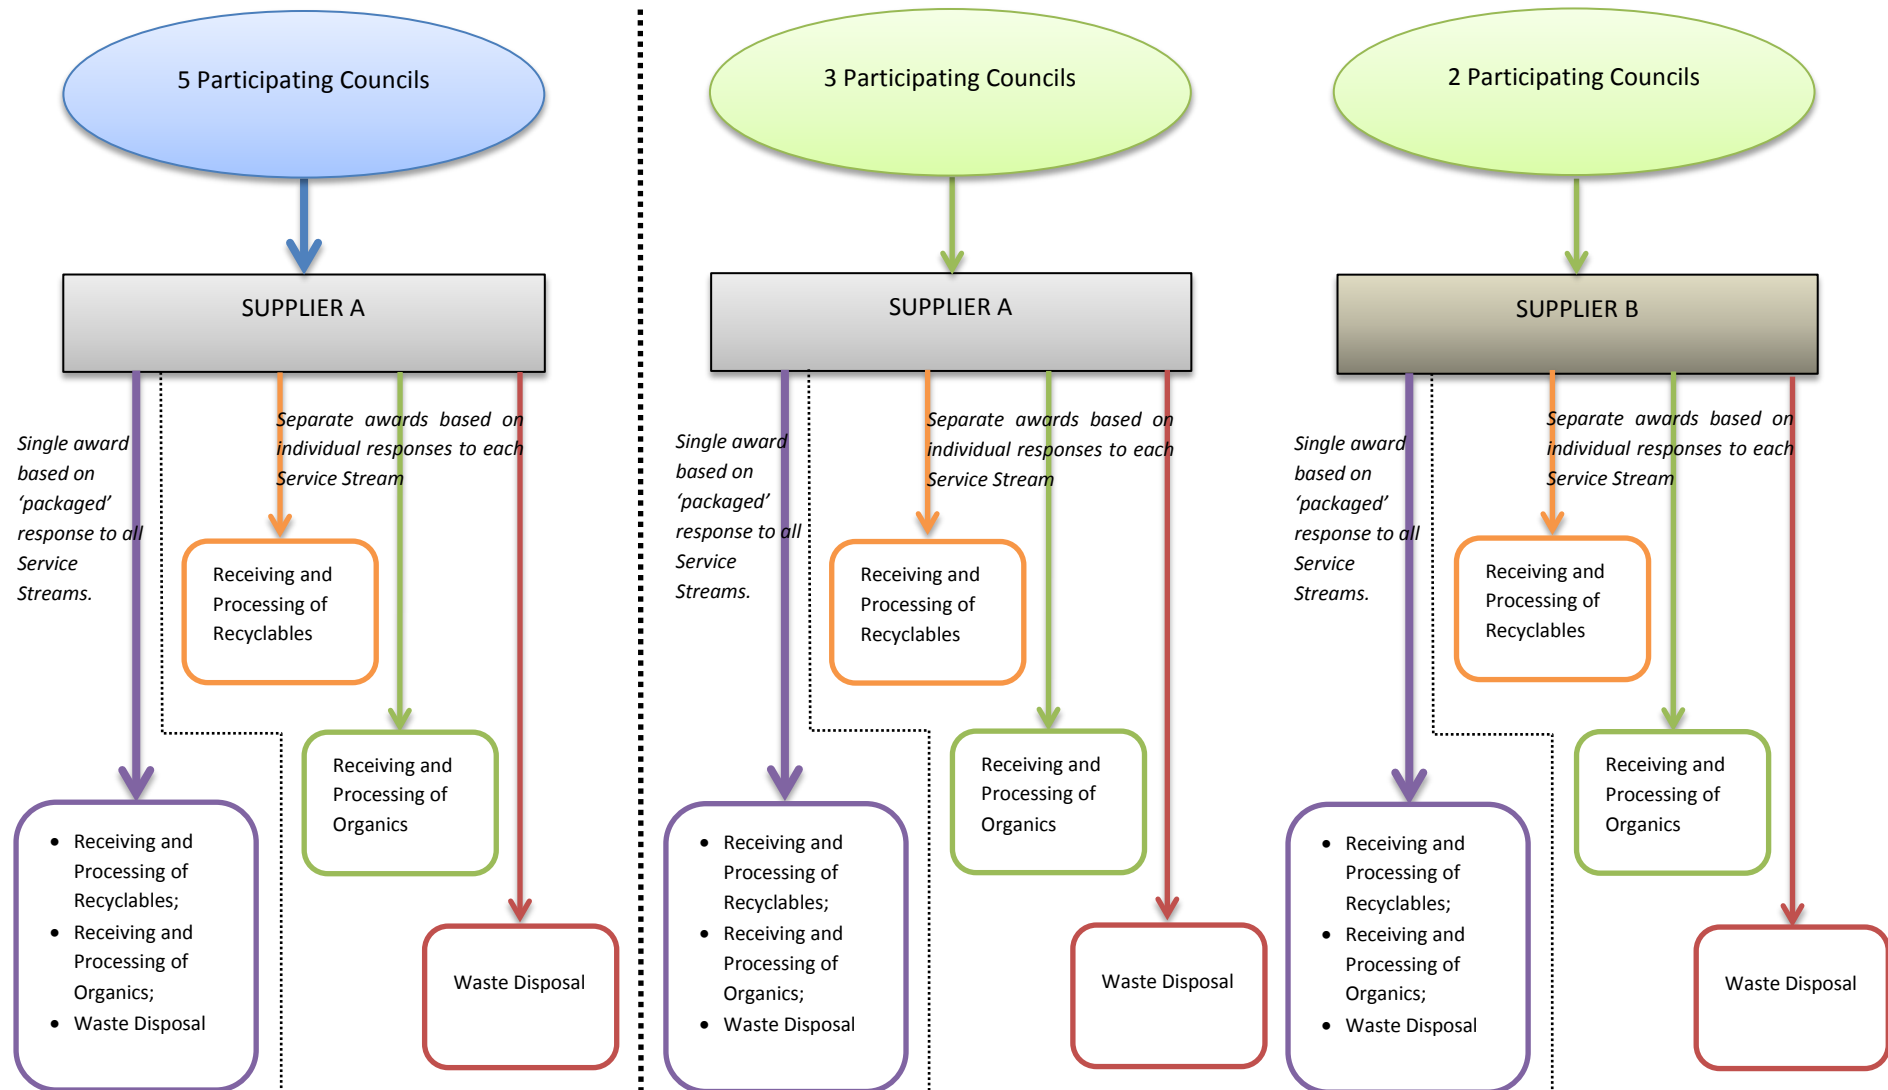 5 Participating Councils
SUPPLIER A
Single award
based on
‘packaged’
response to all
Service
Streams.
Separate awards based on
individual responses to each
Service Stream
Receiving and
Processing of
Recyclables
Receiving and
Processing of
Organics
• Receiving and
Processing of
Recyclables;
• Receiving and
Processing of
Organics;
• Waste Disposal
Waste Disposal
3 Participating Councils
SUPPLIER A
Single award
based on
‘packaged’
response to all
Service
Streams.
Separate awards based on
individual responses to each
Service Stream
Receiving and
Processing of
Recyclables
Receiving and
Processing of
Organics
• Receiving and
Processing of
Recyclables;
• Receiving and
Processing of
Organics;
• Waste Disposal
Waste Disposal
2 Participating Councils
SUPPLIER B
Single award
based on
‘packaged’
response to all
Service
Streams.
Separate awards based on
individual responses to each
Service Stream
Receiving and
Processing of
Recyclables
Receiving and
Processing of
Organics
• Receiving and
Processing of
Recyclables;
• Receiving and
Processing of
Organics;
• Waste Disposal
Waste Disposal